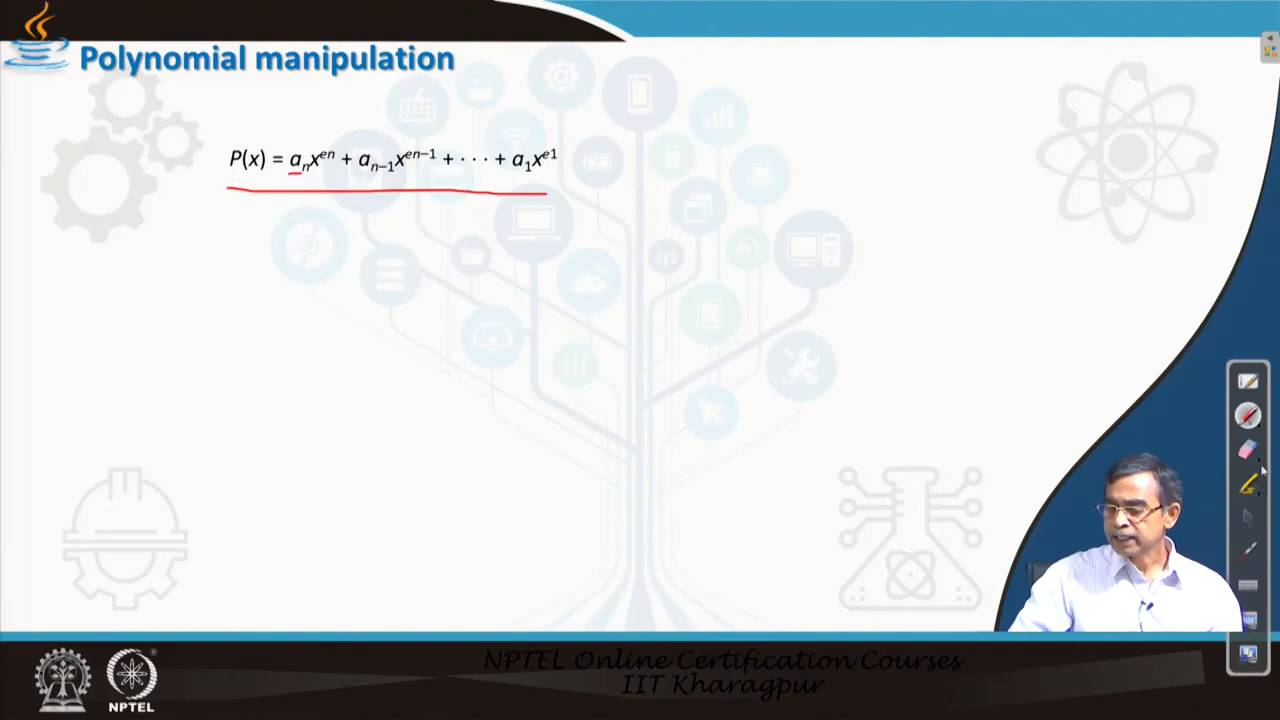 Polynomial manipulation
P(x) = aₙxᵉⁿ + aₙ₋₁xᵉⁿ⁻¹ + · · · + a₁xᵉ¹
NPTEL Online Certification Courses
IIT Kharagpur
NPTEL